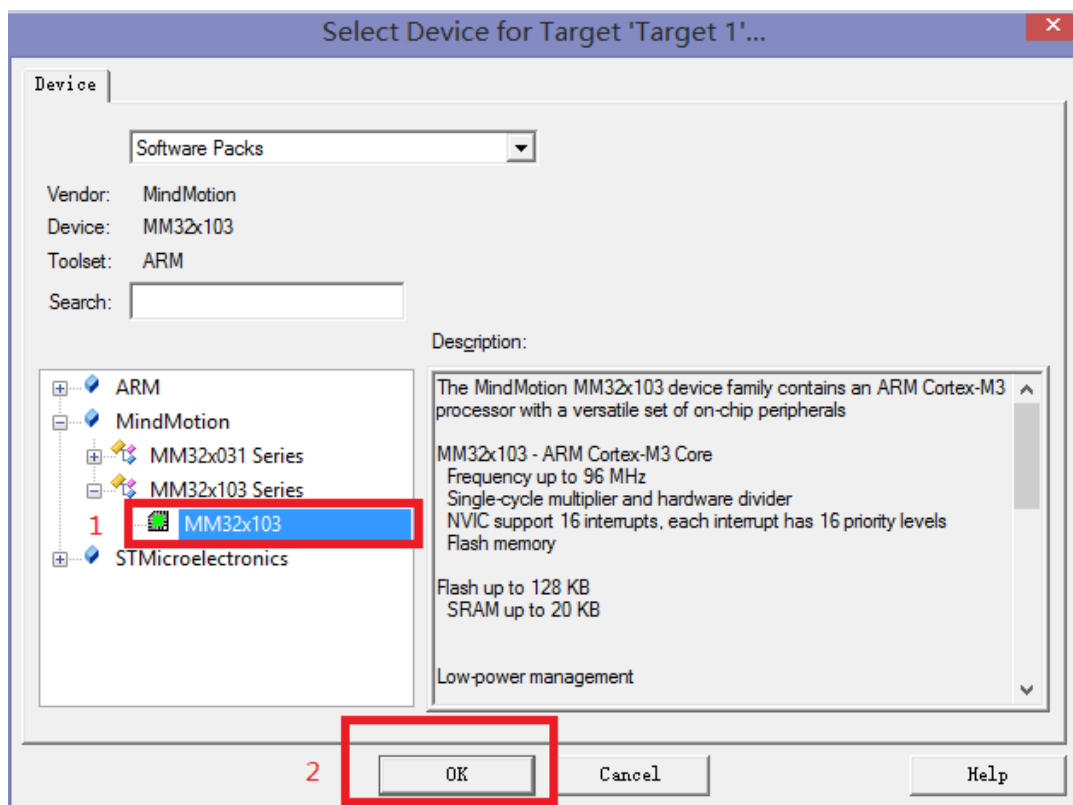 Select Device for Target 'Target 1'...
Device
Software Packs
Vendor: MindMotion
Device: MM32x103
Toolset: ARM
Search:
Description:
ARM
MindMotion
MM32x031 Series
MM32x103 Series
1 MM32x103
STMicroelectronics
The MindMotion MM32x103 device family contains an ARM Cortex-M3
processor with a versatile set of on-chip peripherals
MM32x103 - ARM Cortex-M3 Core
Frequency up to 96 MHz
Single-cycle multiplier and hardware divider
NVIC support 16 interrupts, each interrupt has 16 priority levels
Flash memory
Flash up to 128 KB
SRAM up to 20 KB
Low-power management
2 OK Cancel Help